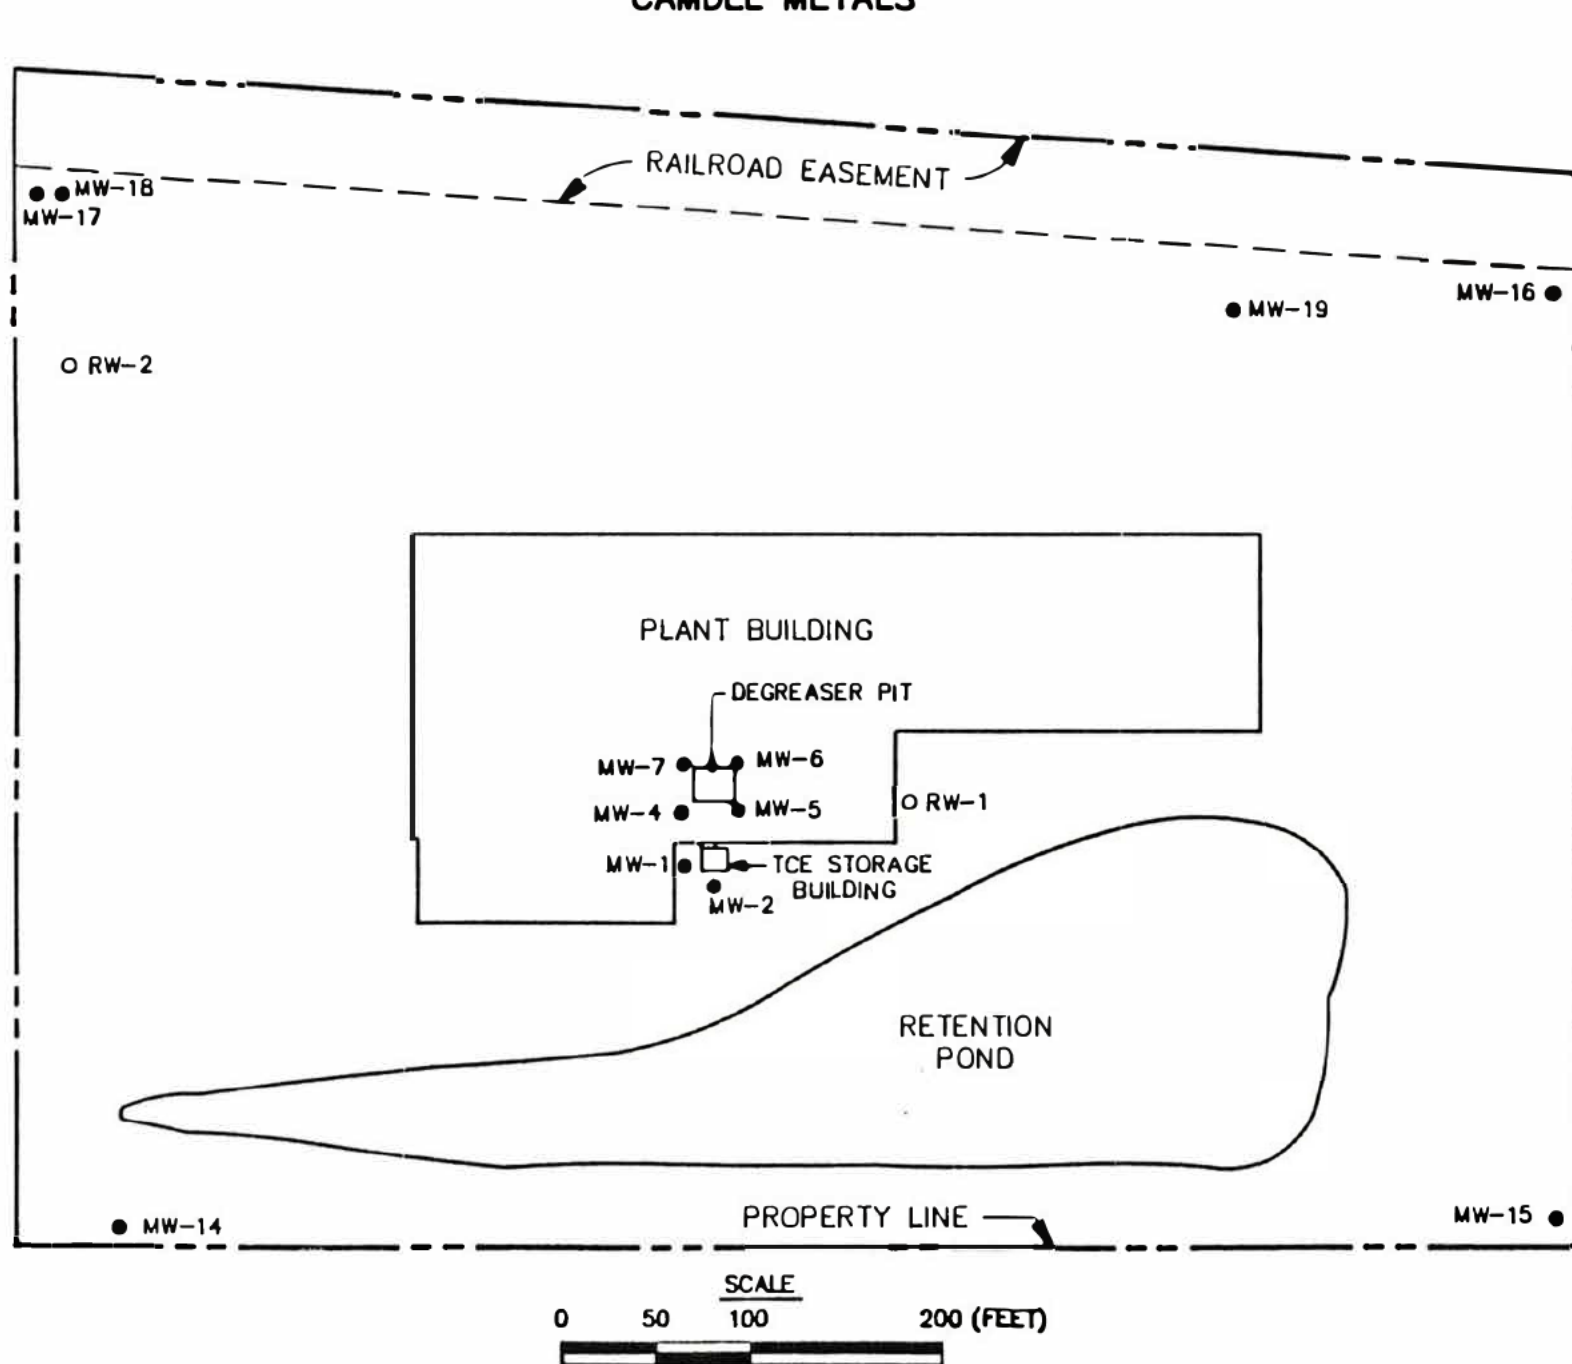 RAILROAD EASEMENT
MW-18
MW-17
MW-16
MW-19
RW-2
PLANT BUILDING
DEGREASER PIT
MW-7
MW-6
MW-4
MW-5
RW-1
MW-1
TCE STORAGE
BUILDING
MW-2
RETENTION
POND
MW-14
PROPERTY LINE
MW-15
SCALE
0 50 100 200 (FEET)